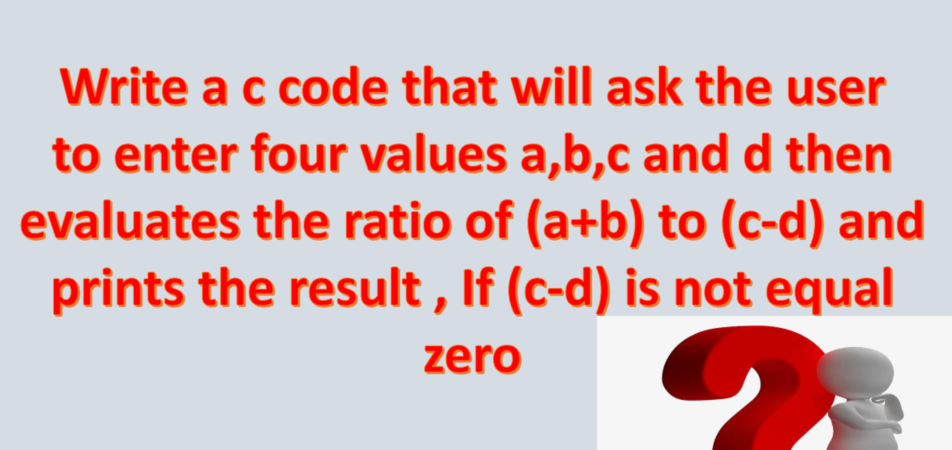 Write a c code that will ask the user
to enter four values a,b,c and d then
evaluates the ratio of (a+b) to (c-d) and
prints the result , If (c-d) is not equal
zero
?